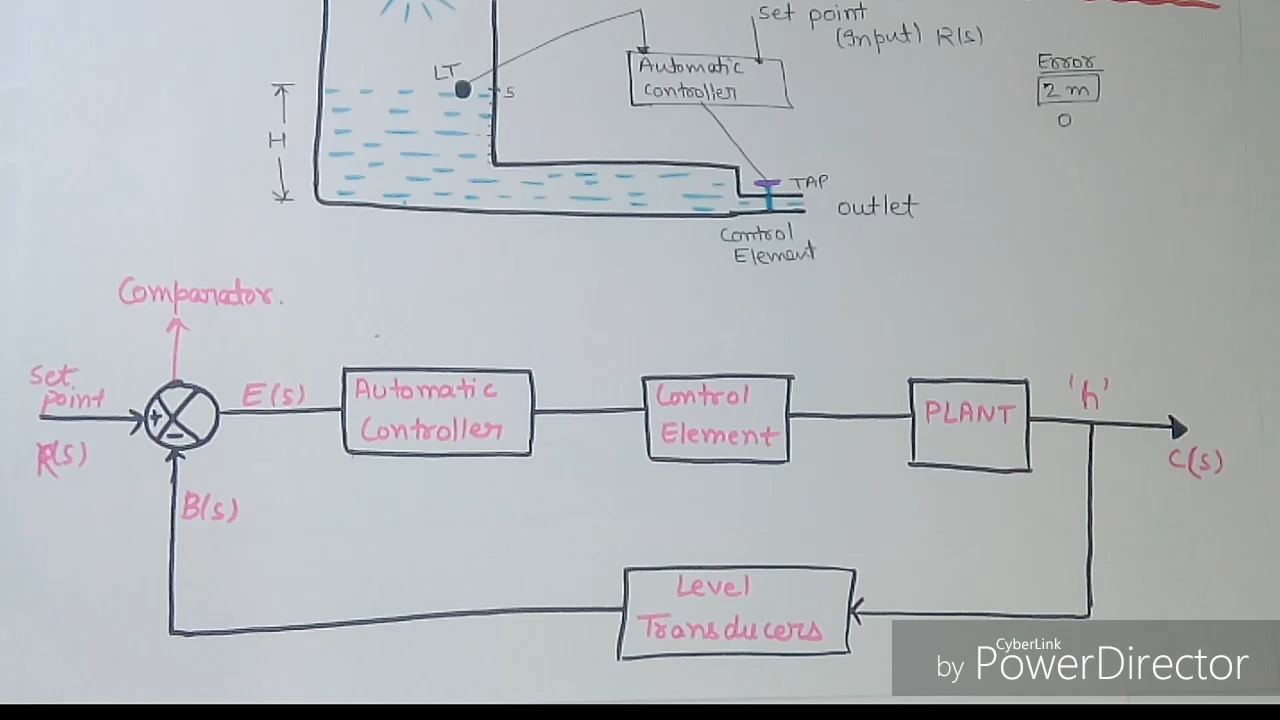 set point
(Input) R(s)
Error
2 m
0
LT
Automatic
controller
5
H
TAP
outlet
Control
Element
Comparator.
set
point
R(s)
+
-
E(s)
Automatic
Controller
Control
Element
PLANT
'h'
C(s)
B(s)
Level
Transducers
CyberLink
by PowerDirector